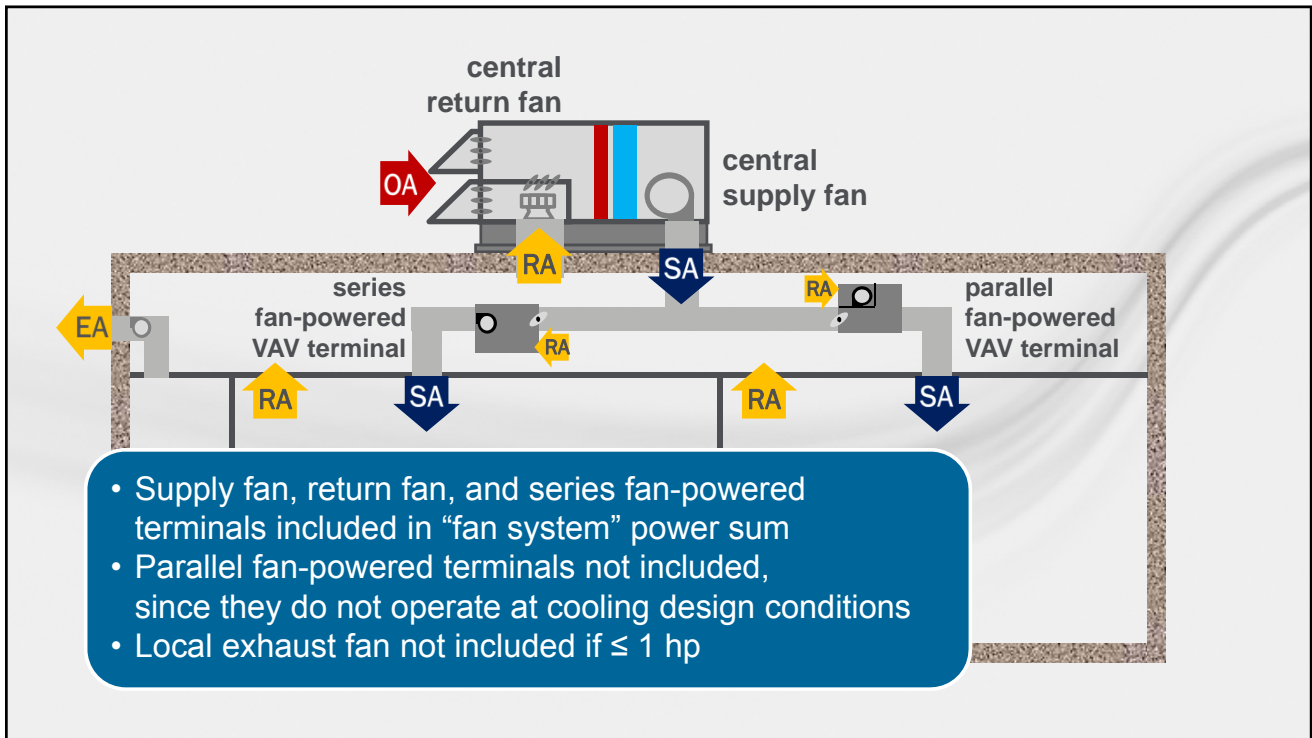 central
return fan
OA
central
supply fan
RA
SA
series
fan-powered
VAV terminal
RA
parallel
fan-powered
VAV terminal
EA
RA
RA
SA
RA
SA
• Supply fan, return fan, and series fan-powered
terminals included in “fan system” power sum
• Parallel fan-powered terminals not included,
since they do not operate at cooling design conditions
• Local exhaust fan not included if ≤ 1 hp